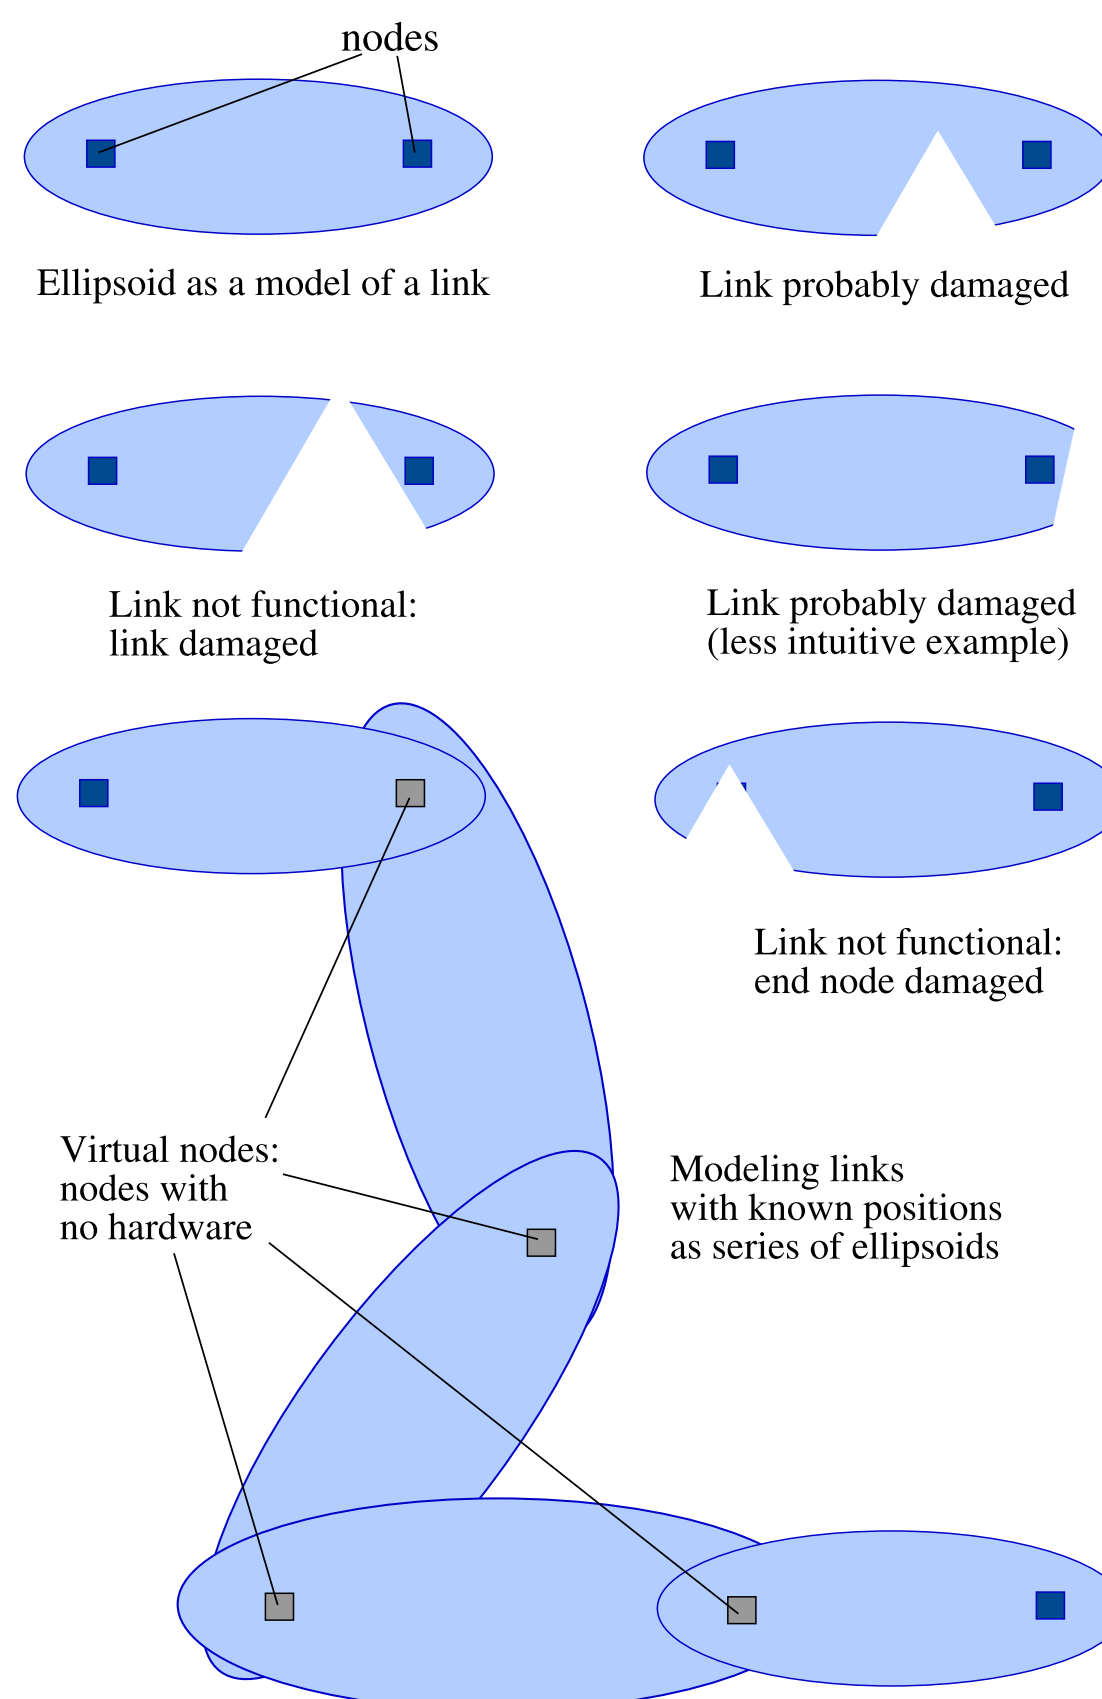 nodes
Ellipsoid as a model of a link
Link probably damaged
Link not functional:
link damaged
Link probably damaged
(less intuitive example)
Link not functional:
end node damaged
Virtual nodes:
nodes with
no hardware
Modeling links
with known positions
as series of ellipsoids